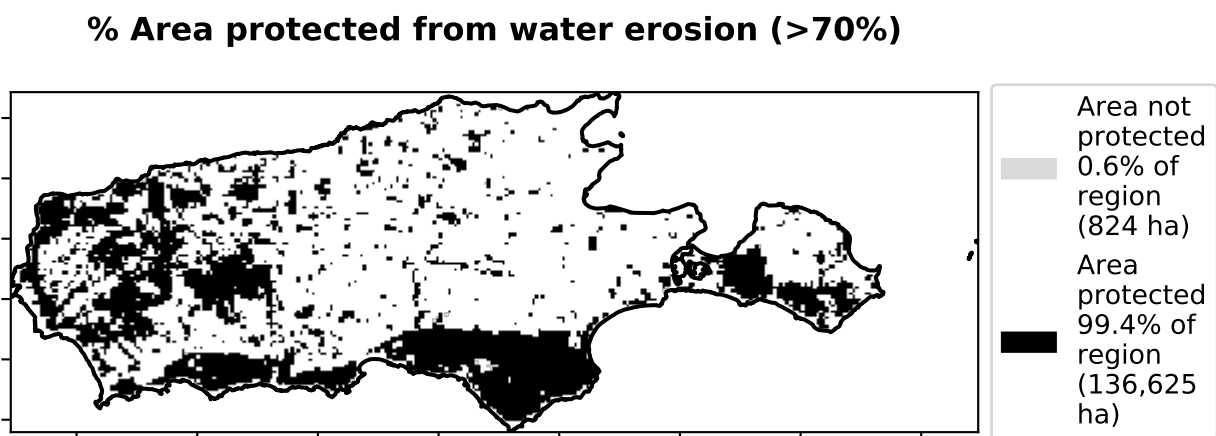 % Area protected from water erosion (>70%)
Area not
protected
0.6% of
region
(824 ha)
Area
protected
99.4% of
region
(136,625
ha)